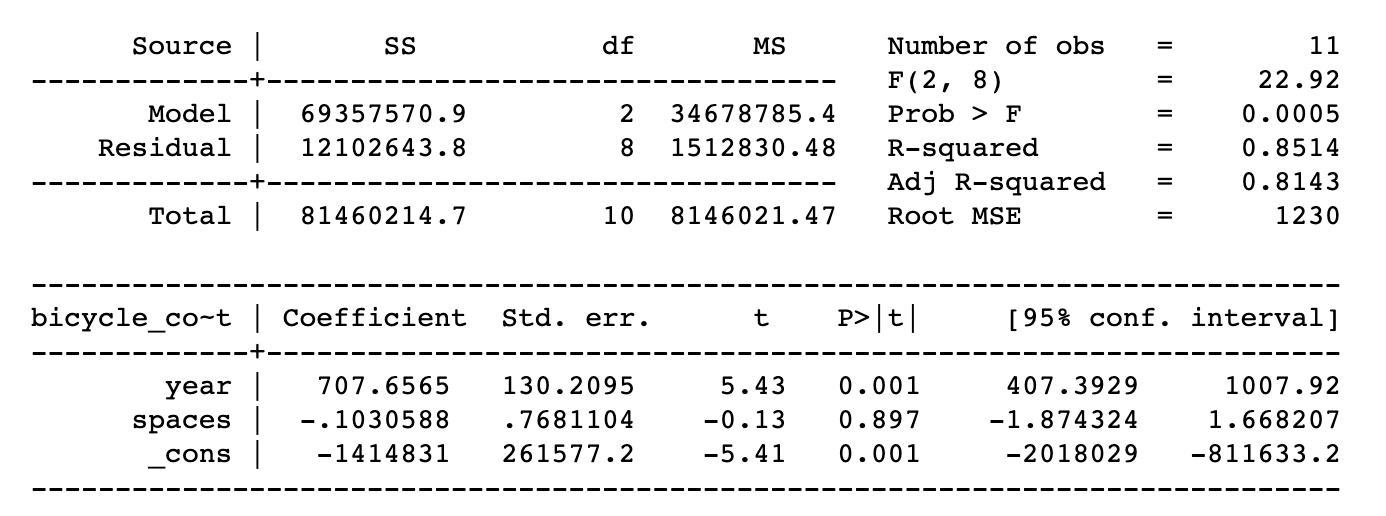 Source |       SS           df       MS      Number of obs   =        11
-------------+----------------------------------   F(2, 8)         =     22.92
       Model |  69357570.9         2  34678785.4   Prob > F        =    0.0005
    Residual |  12102643.8         8  1512830.48   R-squared       =    0.8514
-------------+----------------------------------   Adj R-squared   =    0.8143
       Total |  81460214.7        10  8146021.47   Root MSE        =      1230

------------------------------------------------------------------------------
bicycle_co~t | Coefficient  Std. err.      t    P>|t|     [95% conf. interval]
-------------+----------------------------------------------------------------
        year |   707.6565   130.2095     5.43   0.001     407.3929     1007.92
      spaces |  -.1030588   .7681104    -0.13   0.897    -1.874324    1.668207
       _cons |   -1414831   261577.2    -5.41   0.001     -2018029   -811633.2
------------------------------------------------------------------------------